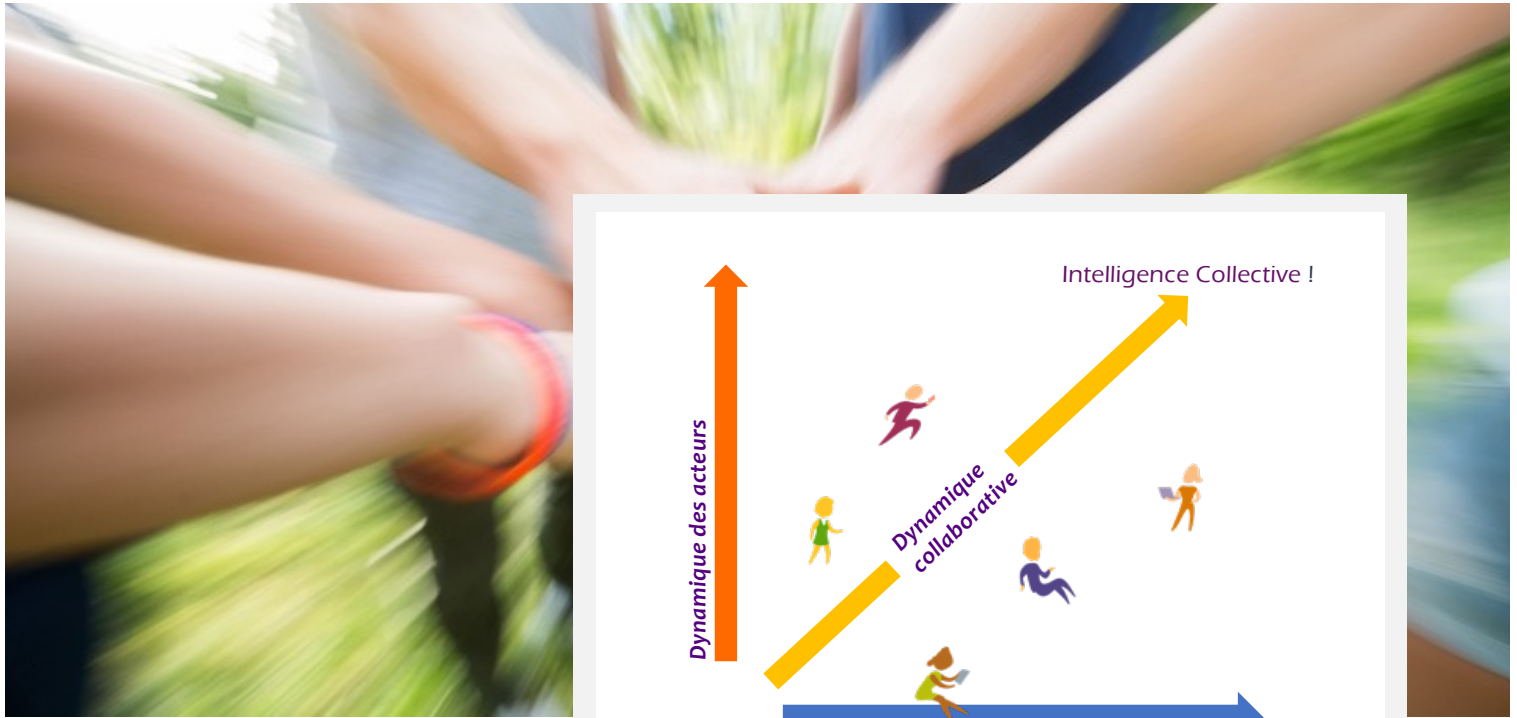 Intelligence Collective !
Dynamique des acteurs
Dynamique
collaborative